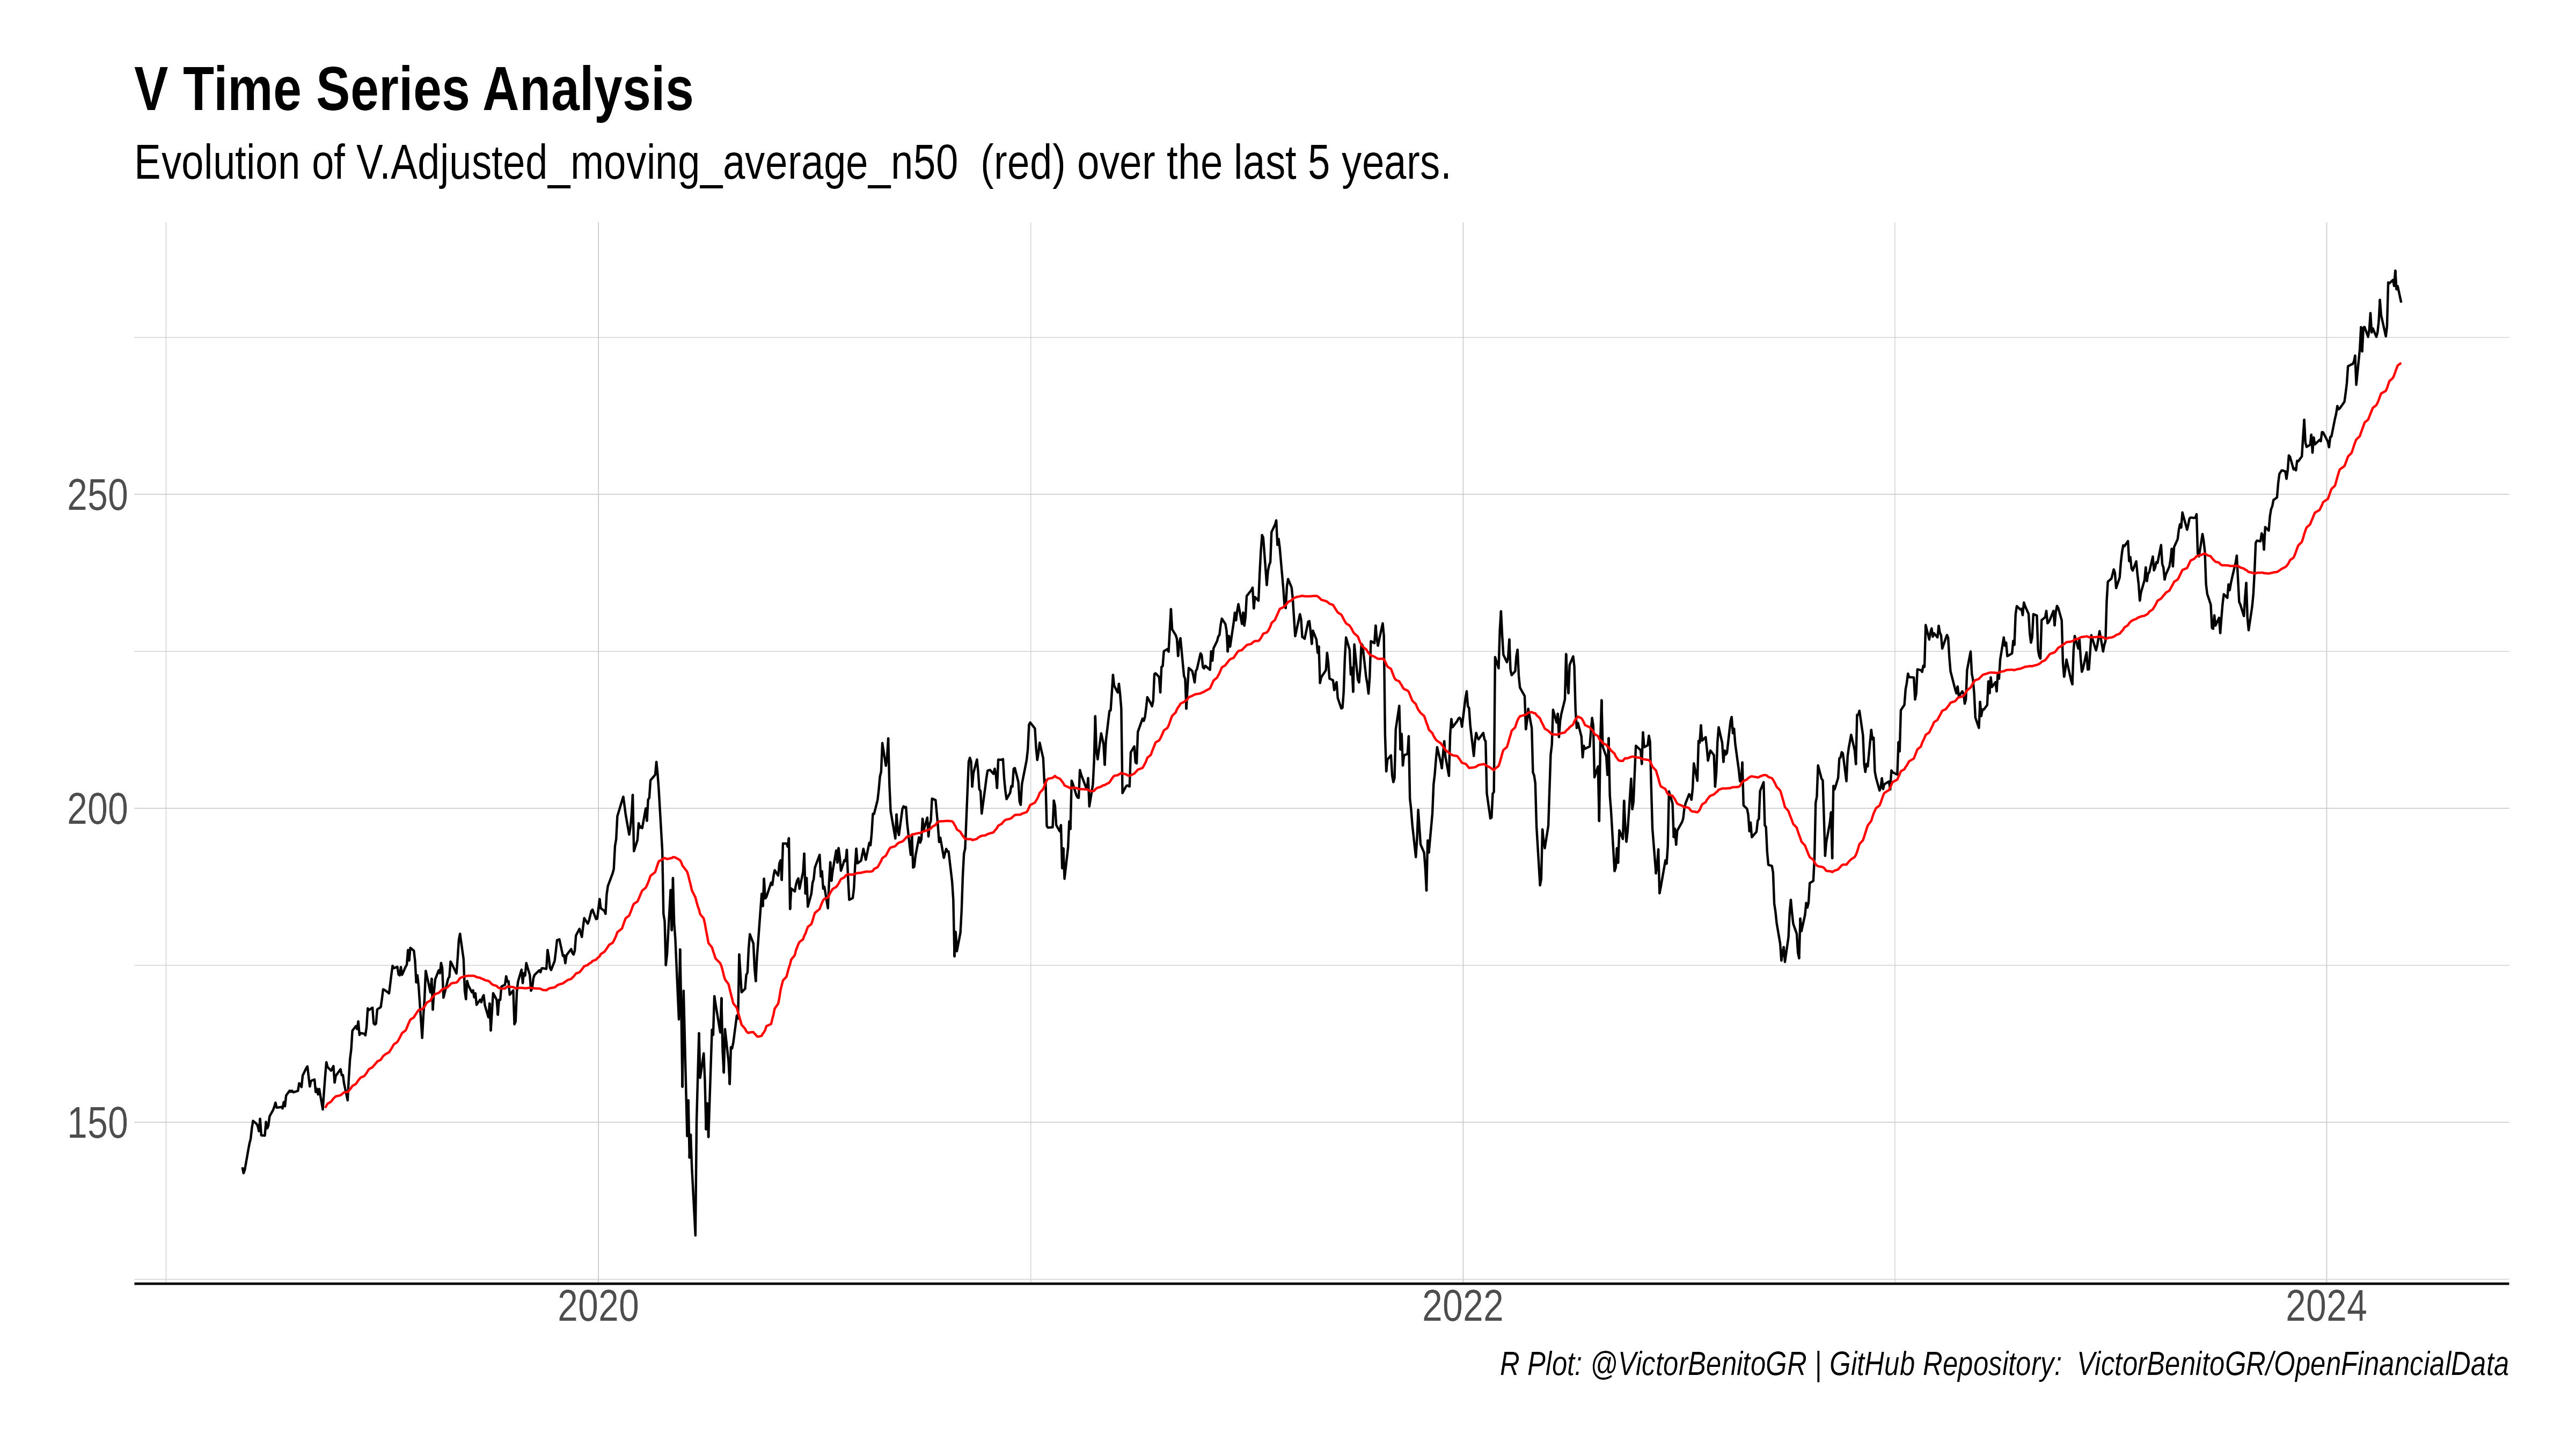 V Time Series Analysis
Evolution of V.Adjusted_moving_average_n50  (red) over the last 5 years.
250
200
150
2020 2022 2024
R Plot: @VictorBenitoGR | GitHub Repository:  VictorBenitoGR/OpenFinancialData